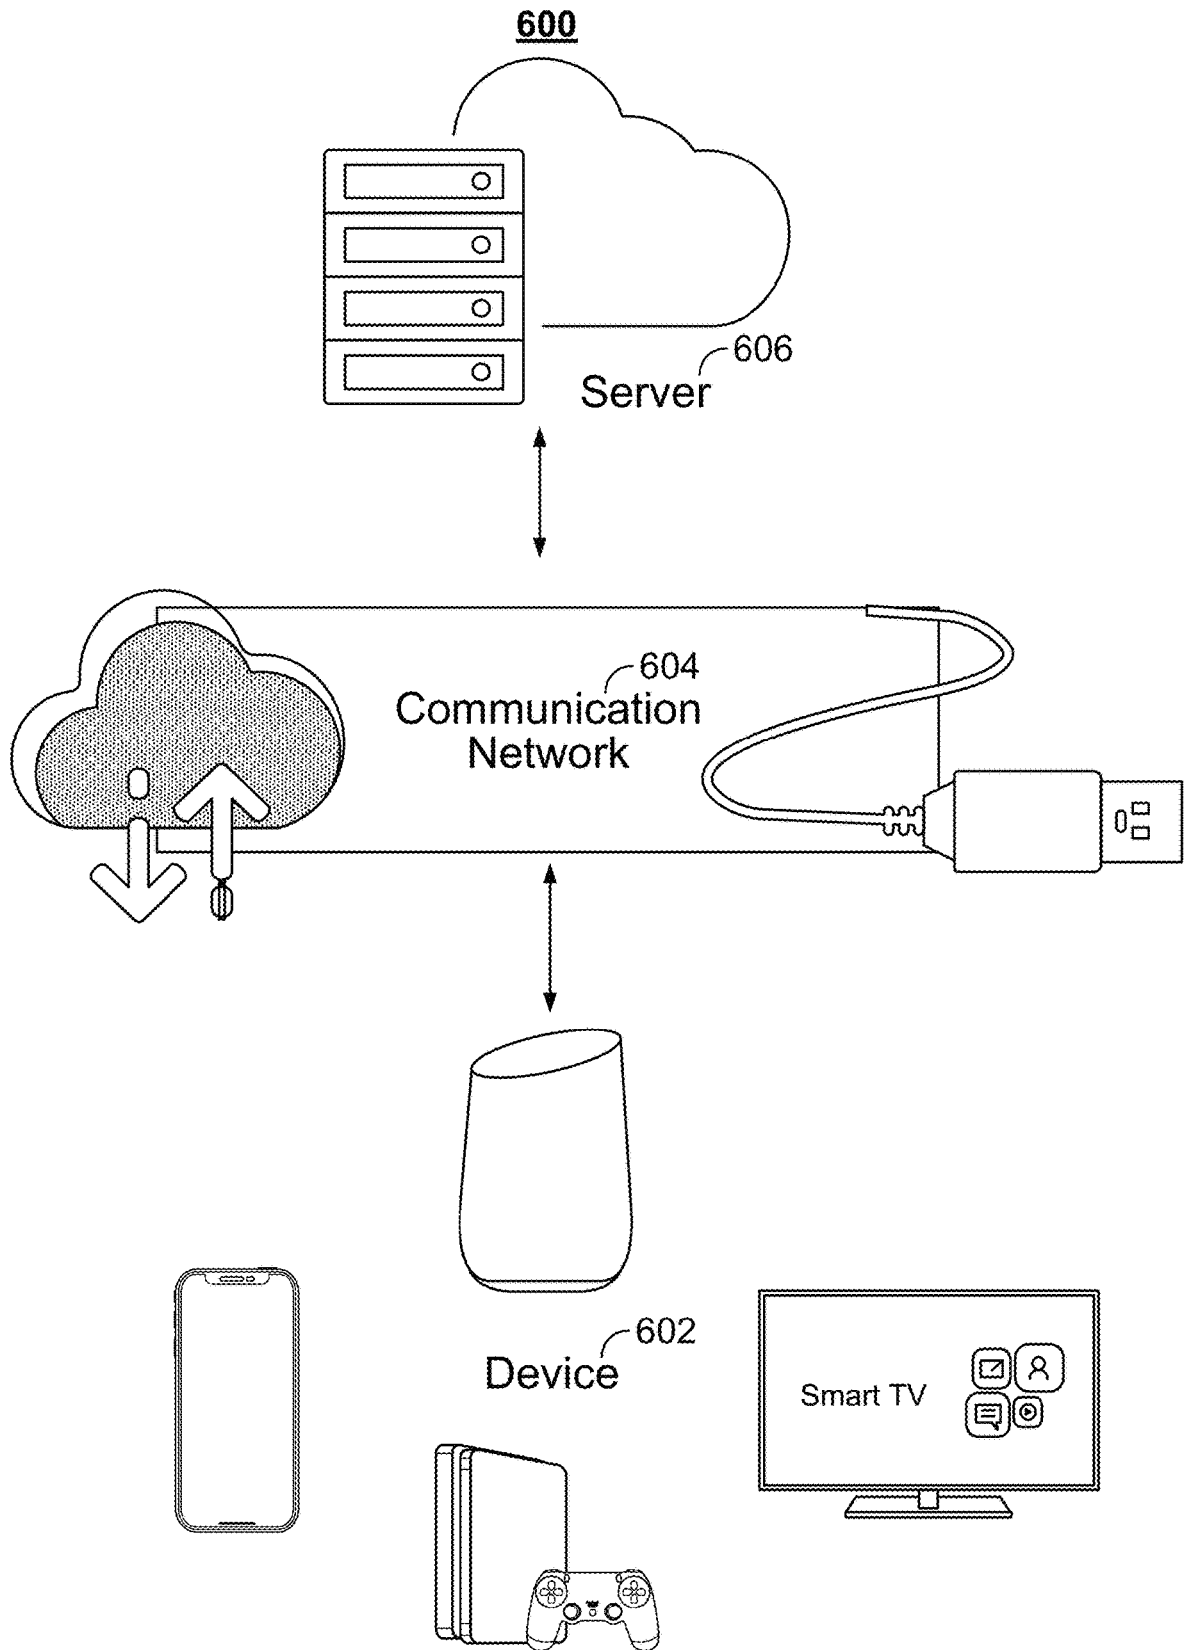 600
606
Server
604
Communication
Network
602
Device
Smart TV